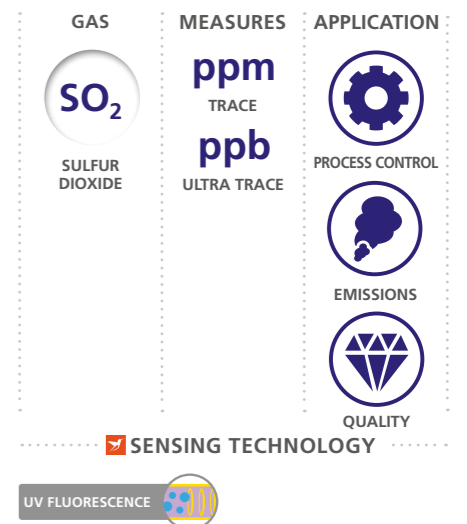 GAS
SO₂
SULFUR
DIOXIDE
MEASURES
ppm
TRACE
ppb
ULTRA TRACE
APPLICATION
PROCESS CONTROL
EMISSIONS
QUALITY
SENSING TECHNOLOGY
UV FLUORESCENCE